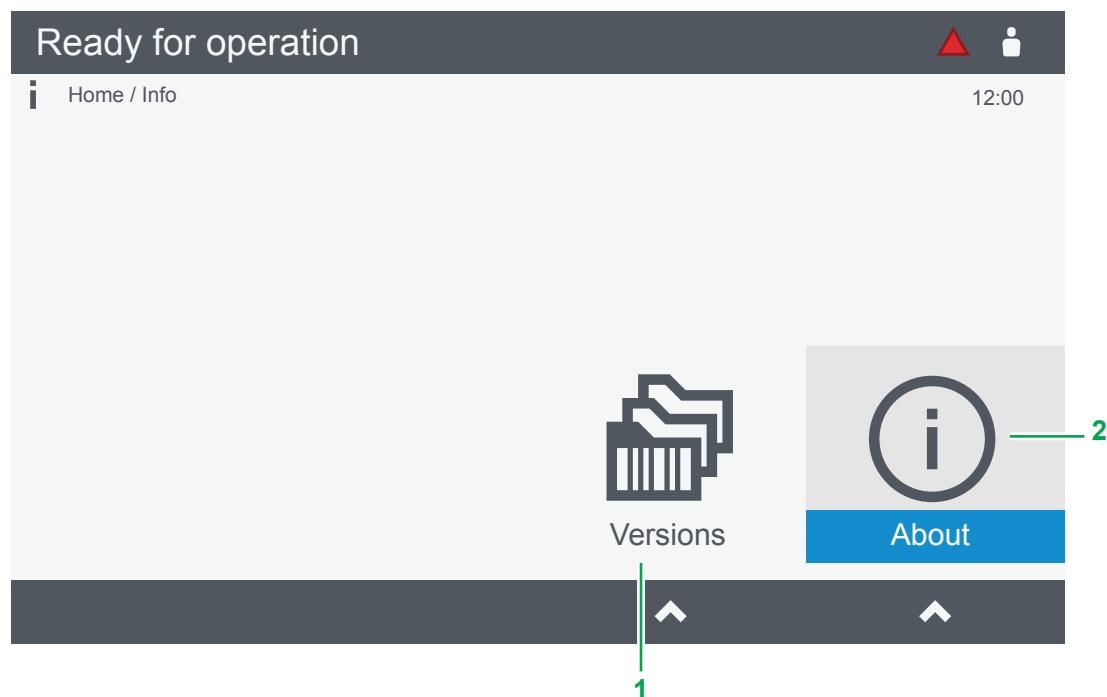 Ready for operation
i Home / Info 12:00
i
2
Versions About
1